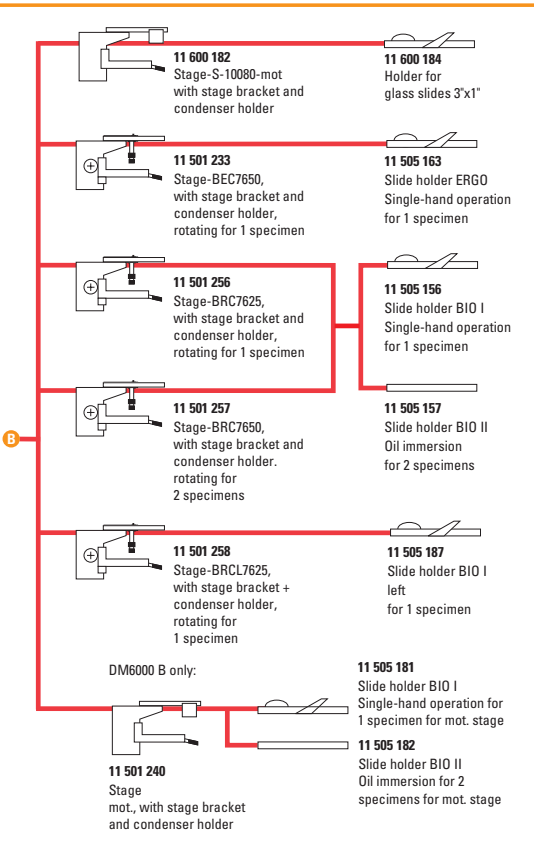 11 600 182
Stage-S-10080-mot
with stage bracket and
condenser holder
11 600 184
Holder for
glass slides 3"x1"
11 501 233
Stage-BEC7650,
with stage bracket and
condenser holder,
rotating for 1 specimen
11 505 163
Slide holder ERGO
Single-hand operation
for 1 specimen
11 501 256
Stage-BRC7625,
with stage bracket and
condenser holder,
rotating for 1 specimen
11 505 156
Slide holder BIO I
Single-hand operation
for 1 specimen
11 501 257
Stage-BRC7650,
with stage bracket and
condenser holder.
rotating for
2 specimens
11 505 157
Slide holder BIO II
Oil immersion
for 2 specimens
B
11 501 258
Stage-BRCL7625,
with stage bracket +
condenser holder,
rotating for
1 specimen
11 505 187
Slide holder BIO I
left
for 1 specimen
DM6000 B only:
11 501 240
Stage
mot., with stage bracket
and condenser holder
11 505 181
Slide holder BIO I
Single-hand operation for
1 specimen for mot. stage
11 505 182
Slide holder BIO II
Oil immersion for 2
specimens for mot. stage